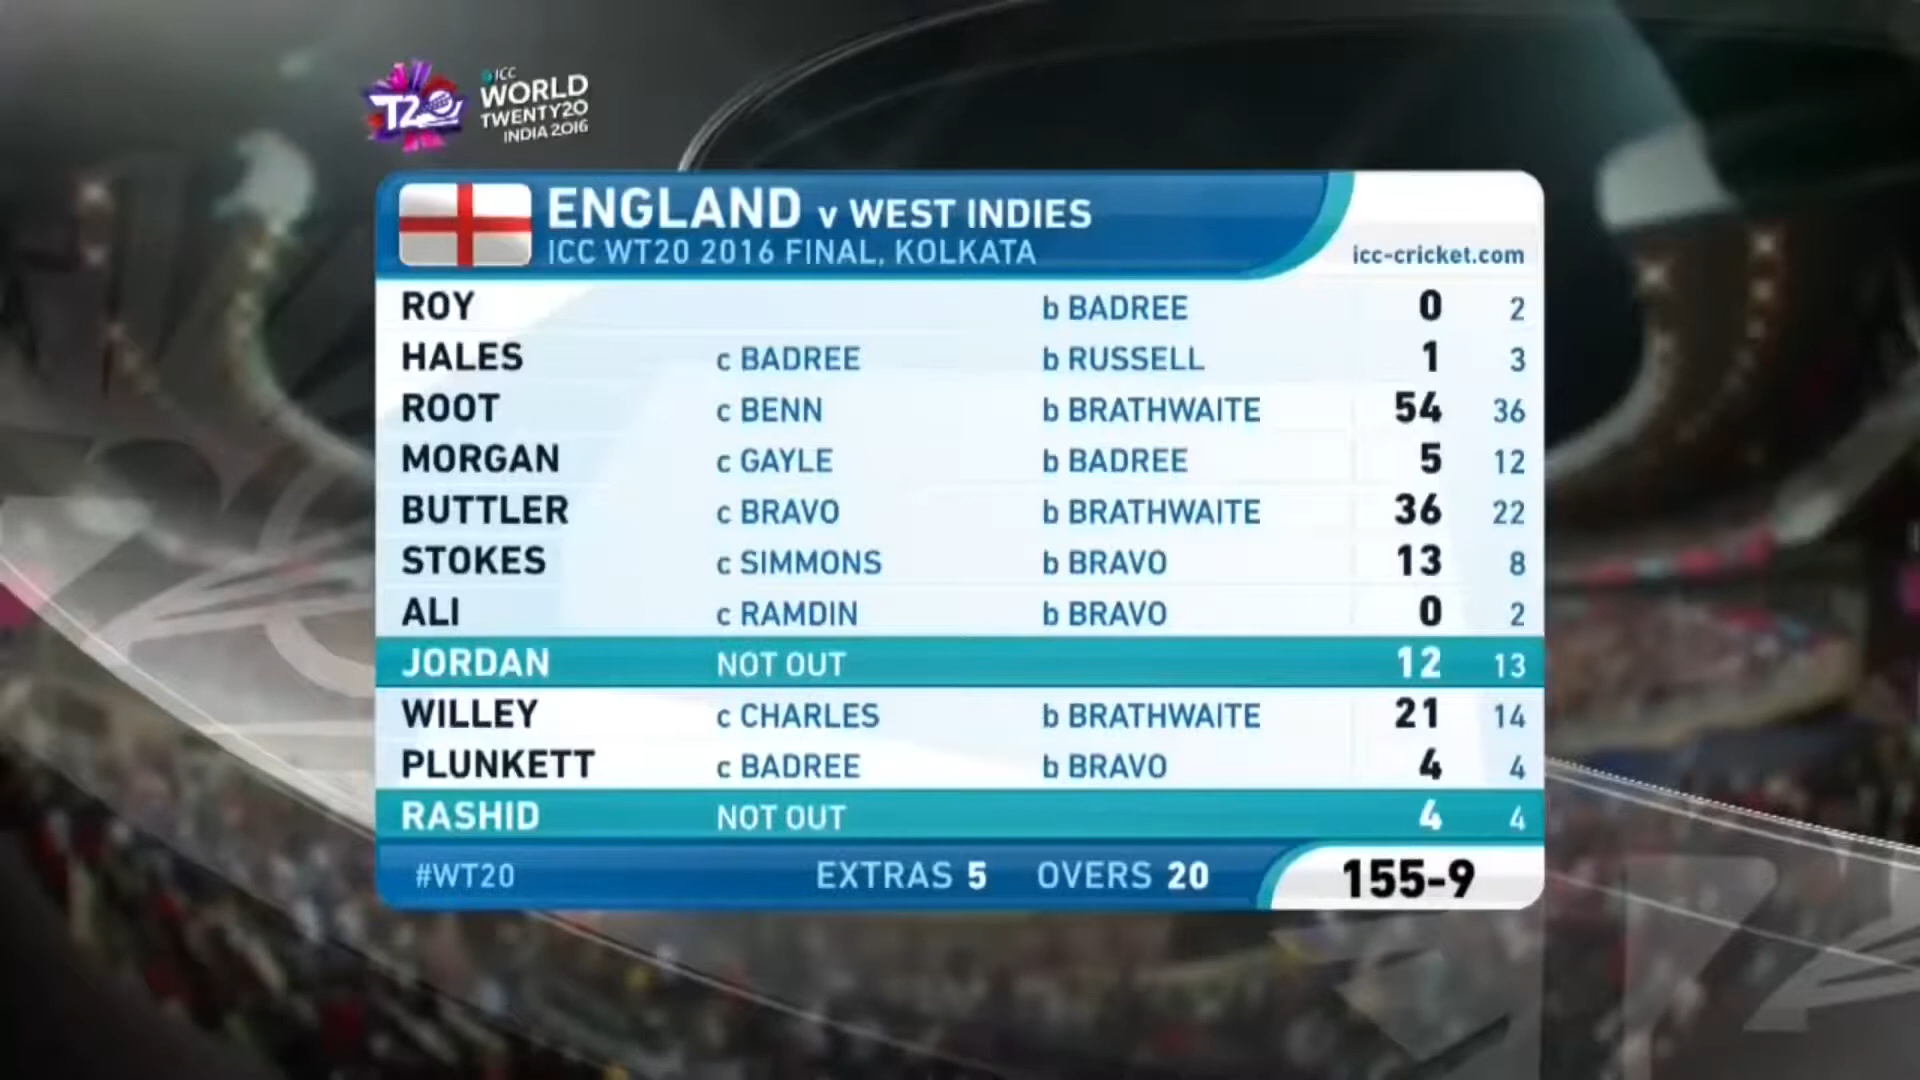 T20
ICC
WORLD
TWENTY20
INDIA 2016
ENGLAND v WEST INDIES
ICC WT20 2016 FINAL, KOLKATA
icc-cricket.com
ROY b BADREE 0 2
HALES c BADREE b RUSSELL 1 3
ROOT c BENN b BRATHWAITE 54 36
MORGAN c GAYLE b BADREE 5 12
BUTTLER c BRAVO b BRATHWAITE 36 22
STOKES c SIMMONS b BRAVO 13 8
ALI c RAMDIN b BRAVO 0 2
JORDAN NOT OUT 12 13
WILLEY c CHARLES b BRATHWAITE 21 14
PLUNKETT c BADREE b BRAVO 4 4
RASHID NOT OUT 4 4
#WT20 EXTRAS 5 OVERS 20 155-9